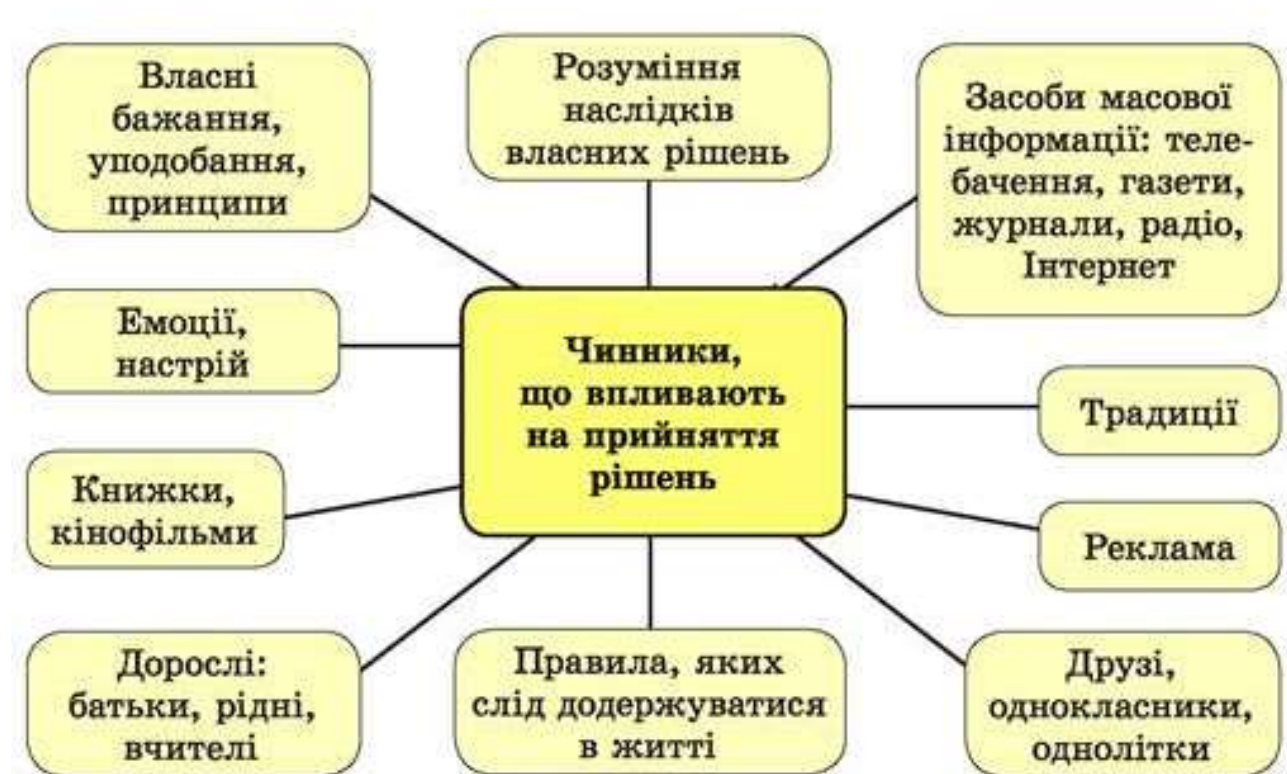 Власні
бажання,
уподобання,
принципи
Розуміння
наслідків
власних рішень
Засоби масової
інформації: теле-
бачення, газети,
журнали, радіо,
Інтернет
Емоції,
настрій
Чинники,
що впливають
на прийняття
рішень
Традиції
Книжки,
кінофільми
Реклама
Дорослі:
батьки, рідні,
вчителі
Правила, яких
слід додержуватися
в житті
Друзі,
однокласники,
однолітки